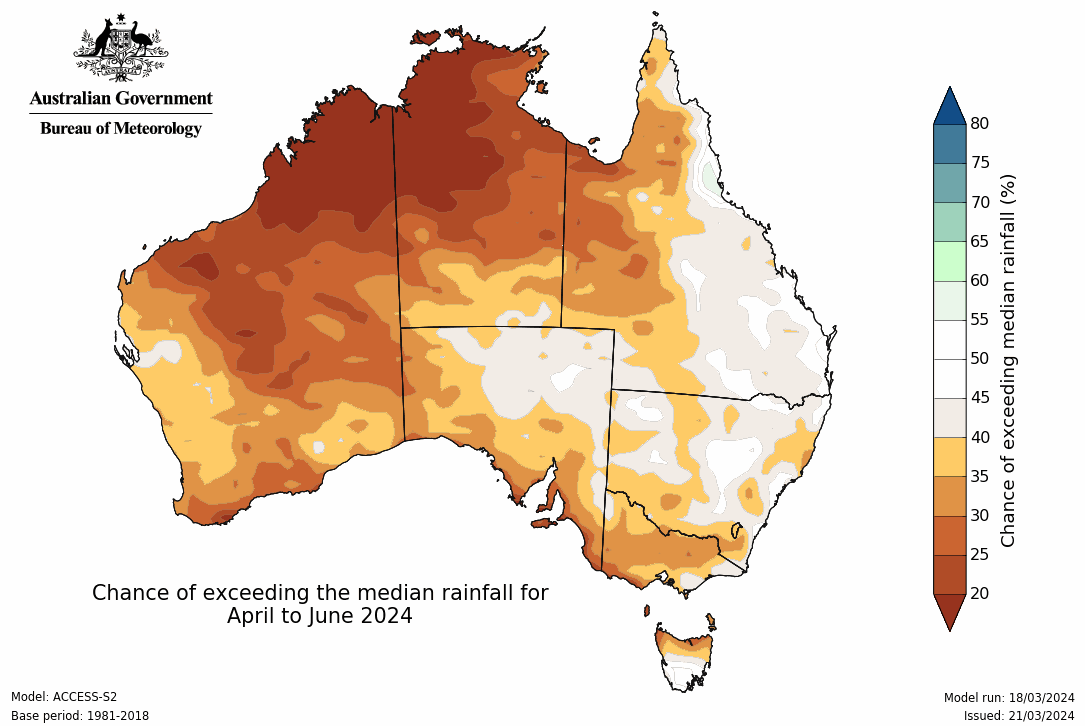 AUSTRALIA
Australian Government
Bureau of Meteorology
80
75
70
65
60
55
50
45
40
35
30
25
20
Chance of exceeding median rainfall (%)
Chance of exceeding the median rainfall for
April to June 2024
Model: ACCESS-S2
Base period: 1981-2018
Model run: 18/03/2024
Issued: 21/03/2024